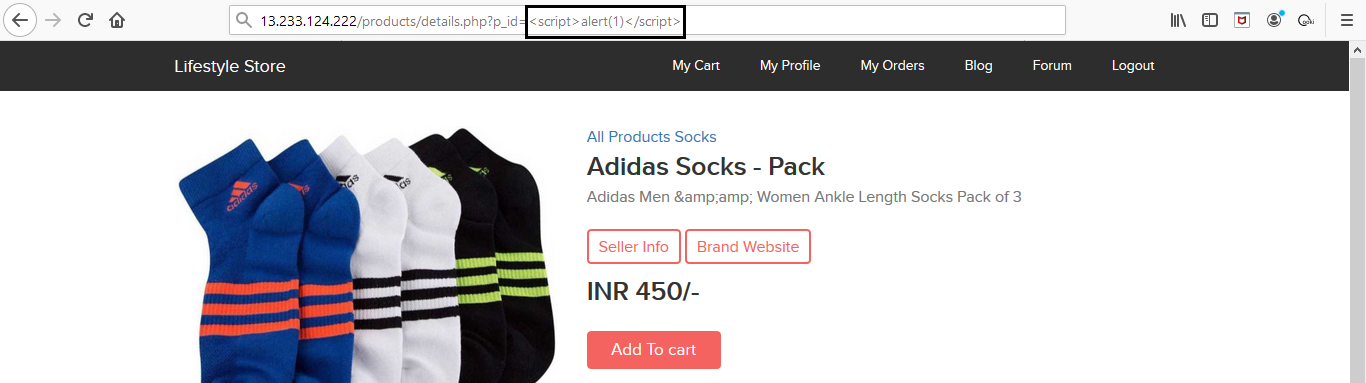 13.233.124.222/products/details.php?p_id=<script>alert(1)</script>
Lifestyle Store My Cart My Profile My Orders Blog Forum Logout
All Products Socks
Adidas Socks - Pack
Adidas Men &amp;amp; Women Ankle Length Socks Pack of 3
Seller Info Brand Website
INR 450/-
Add To cart
adidas
adidas
adidas